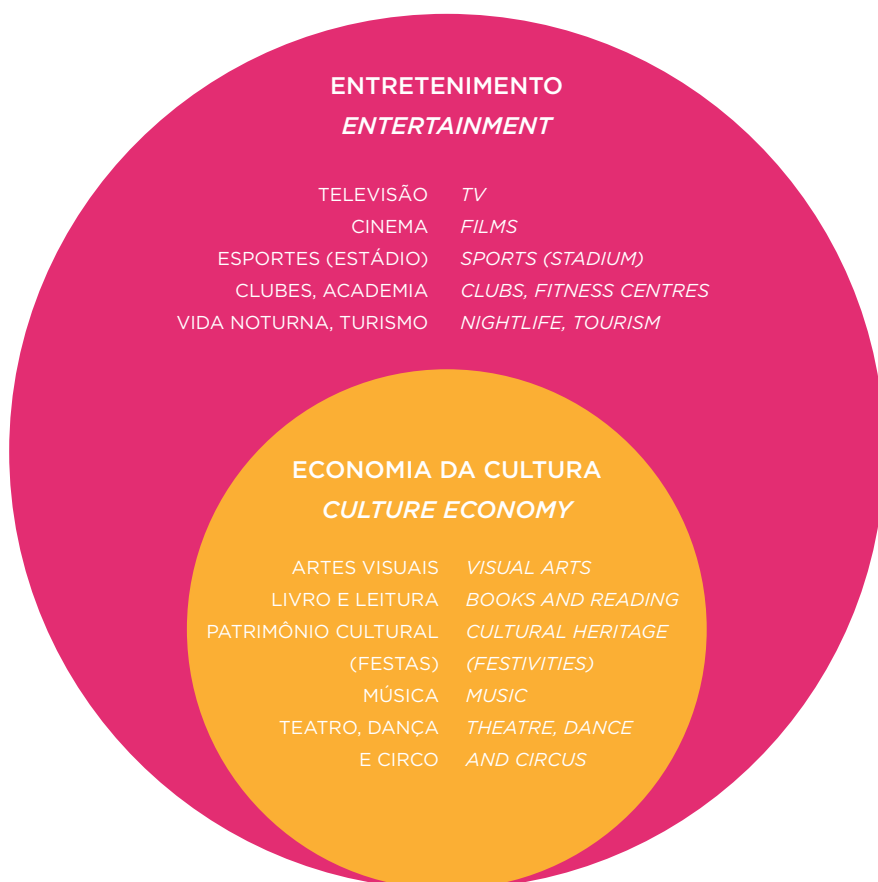 ENTRETENIMENTO
ENTERTAINMENT
TELEVISÃO TV
CINEMA FILMS
ESPORTES (ESTÁDIO) SPORTS (STADIUM)
CLUBES, ACADEMIA CLUBS, FITNESS CENTRES
VIDA NOTURNA, TURISMO NIGHTLIFE, TOURISM
ECONOMIA DA CULTURA
CULTURE ECONOMY
ARTES VISUAIS VISUAL ARTS
LIVRO E LEITURA BOOKS AND READING
PATRIMÔNIO CULTURAL CULTURAL HERITAGE
(FESTAS) (FESTIVITIES)
MÚSICA MUSIC
TEATRO, DANÇA THEATRE, DANCE
E CIRCO AND CIRCUS